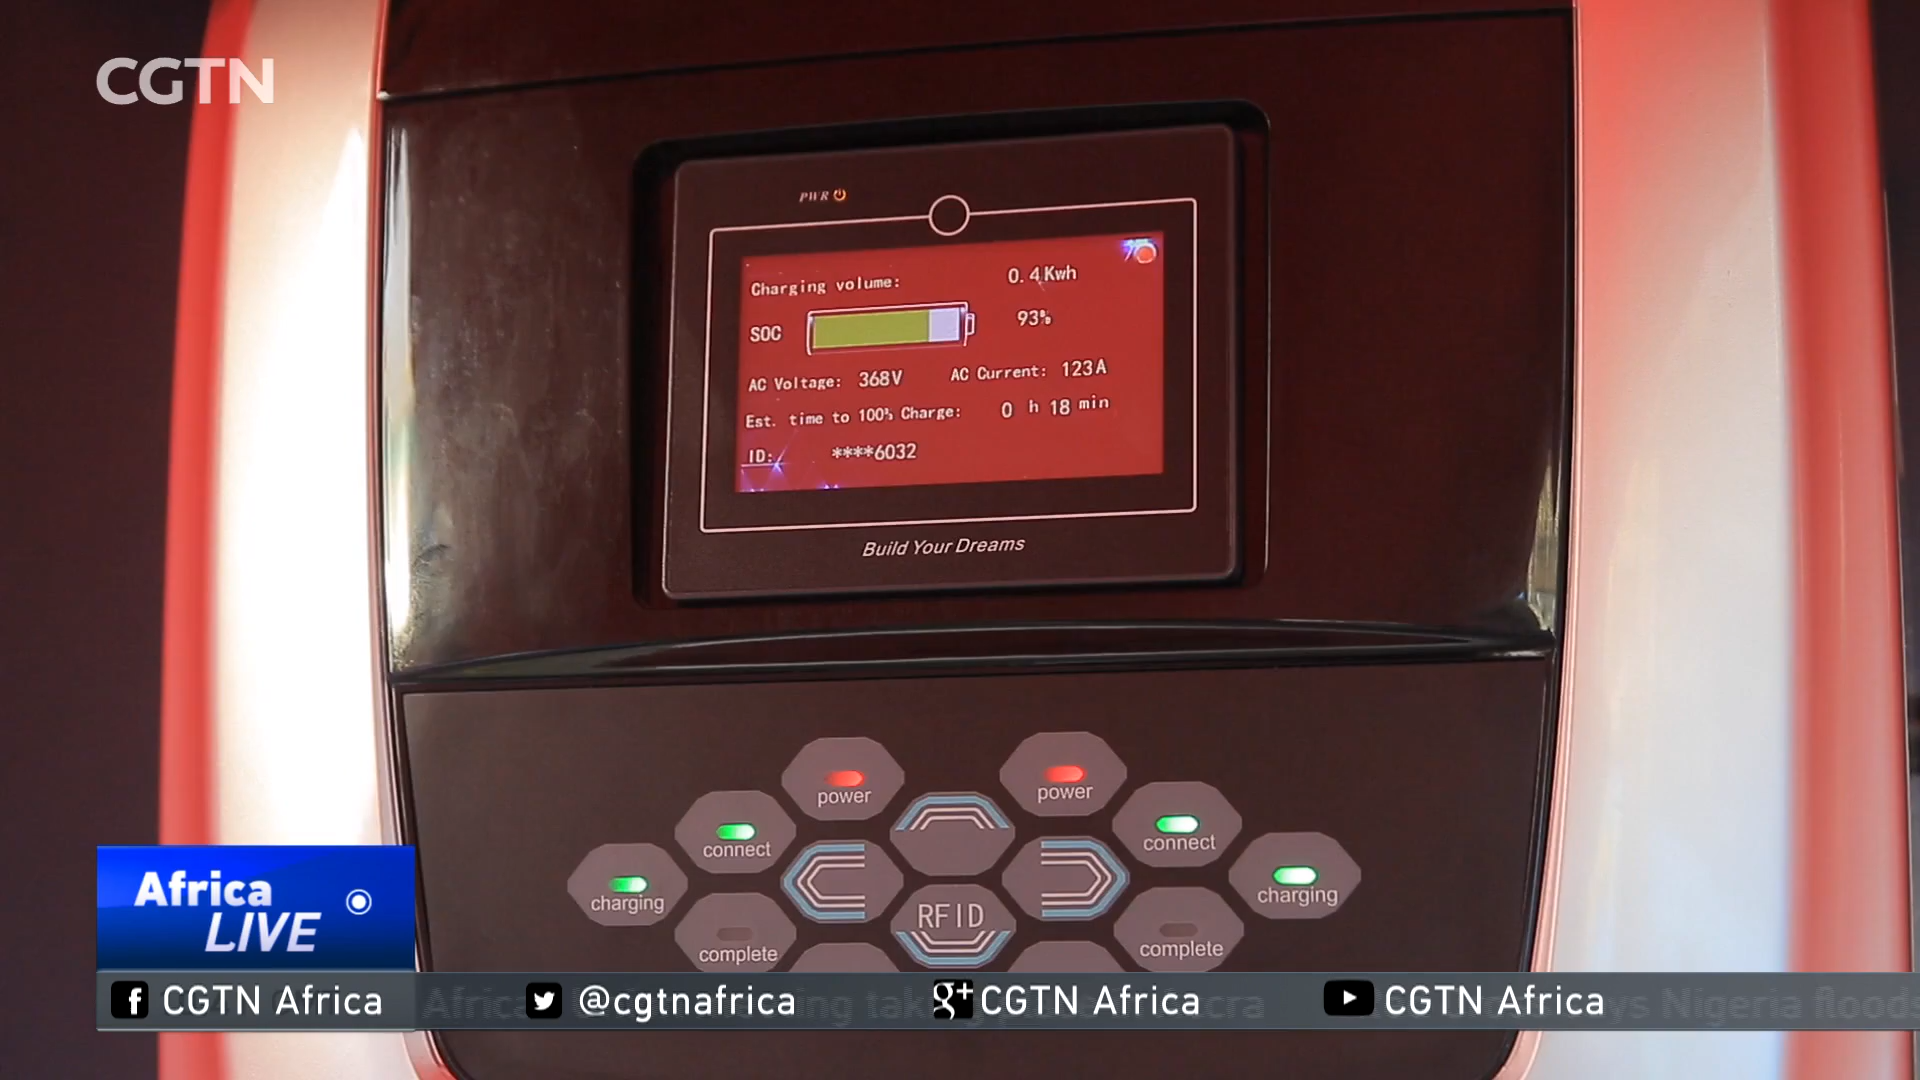 CGTN
PWR
Charging volume: 0.4Kwh
SOC 93%
AC Voltage: 368V AC Current: 123A
Est. time to 100% Charge: 0 h 18 min
ID: ****6032
Build Your Dreams
power power
connect connect
charging charging
RFID
complete complete
Africa
LIVE
CGTN Africa @cgtnafrica g+ CGTN Africa CGTN Africa